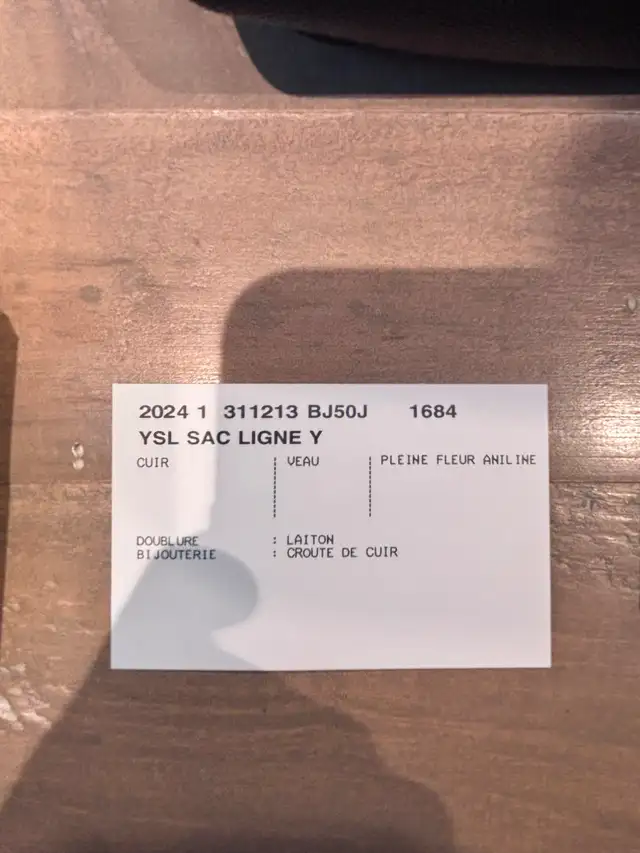 2024 1 311213 BJ50J 1684
YSL SAC LIGNE Y
CUIR VEAU PLEINE FLEUR ANILINE
DOUBLURE : LAITON
BIJOUTERIE : CROUTE DE CUIR